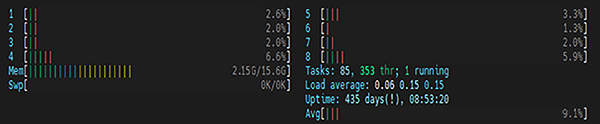 1 [|| 2.6%]
2 [|| 2.0%]
3 [|| 2.0%]
4 [||||| 6.6%]
Mem[|||||||||||||||||||||| 2.15G/15.6G]
Swp[ 0K/0K]
5 [||| 3.3%]
6 [| 1.3%]
7 [|| 2.0%]
8 [|||| 5.9%]
Tasks: 85, 353 thr; 1 running
Load average: 0.06 0.15 0.15
Uptime: 435 days(!), 08:53:20
Avg[||| 9.1%]